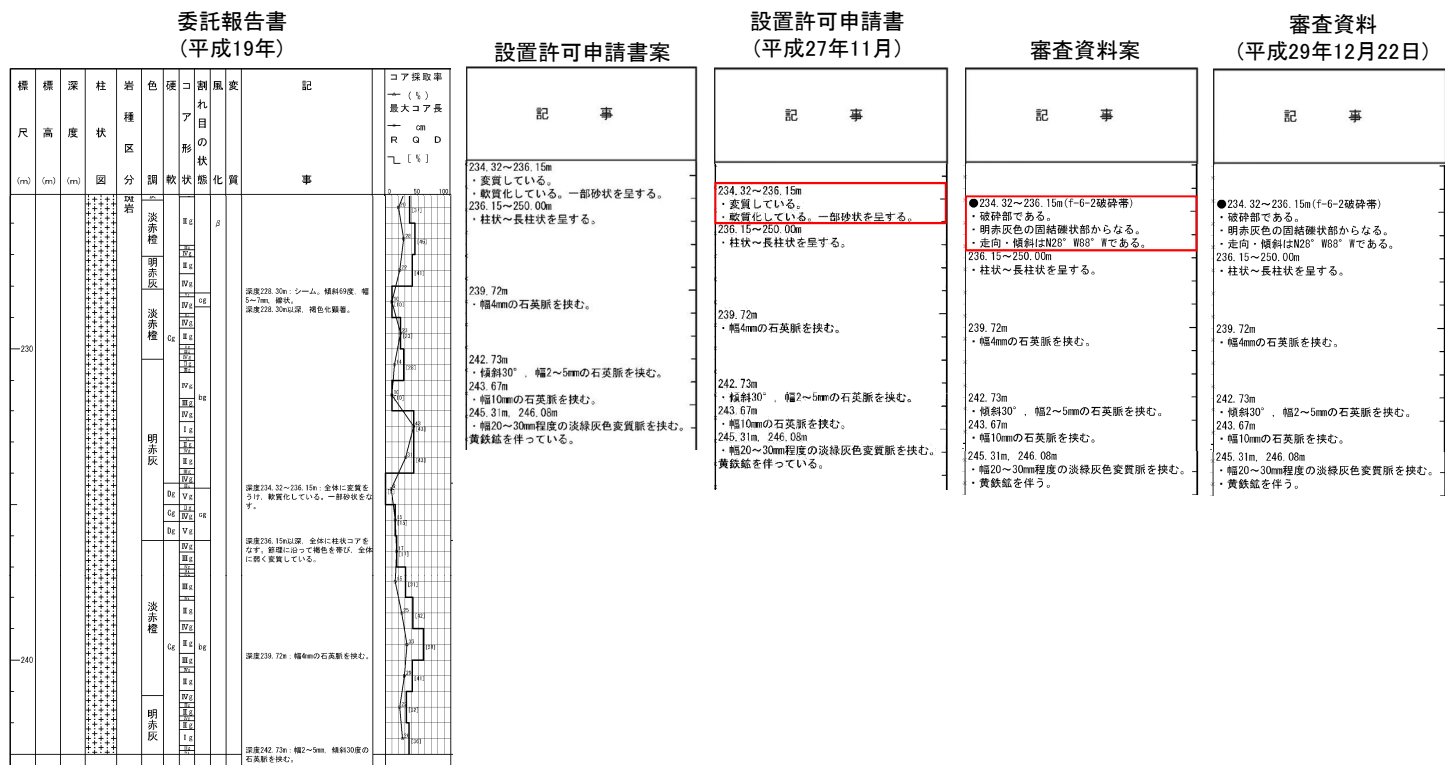 委託報告書
(平成19年)
標尺(m)
標高(m)
深度(m)
柱状図
岩種区分
色調
硬軟
コア形状
割れ目の状態
風化
変質
記事
コア採取率
(%)
最大コア長
cm
R Q D
[%]
0 50 100
斑岩
淡赤橙
明赤灰
淡赤橙
明赤灰
淡赤橙
明赤灰
β
Cg
Dg
Cg
Dg
Cg
cg
bg
cg
bg
-230
-240
深度228.30m:シーム。傾斜69度,幅
5~7mm,礫状。
深度228.30m以深,褐色化顕著。
深度234.32~236.15m:全体に変質を
うけ,軟質化している。一部砂状をな
す。
深度236.15m以深,全体に柱状コアを
なす。節理に沿って褐色を帯び,全体
に弱く変質している。
深度239.72m:幅4mmの石英脈を挟む。
深度242.73m:幅2~5mm,傾斜30度の
石英脈を挟む。
設置許可申請書案
記 事
234.32~236.15m
・変質している。
・軟質化している。一部砂状を呈する。
236.15~250.00m
・柱状~長柱状を呈する。
239.72m
・幅4mmの石英脈を挟む。
242.73m
・傾斜30°,幅2~5mmの石英脈を挟む。
243.67m
・幅10mmの石英脈を挟む。
245.31m, 246.08m
・幅20~30mm程度の淡緑灰色変質脈を挟む。
黄鉄鉱を伴っている。
設置許可申請書
(平成27年11月)
記 事
234.32~236.15m
・変質している。
・軟質化している。一部砂状を呈する。
236.15~250.00m
・柱状~長柱状を呈する。
239.72m
・幅4mmの石英脈を挟む。
242.73m
・傾斜30°,幅2~5mmの石英脈を挟む。
243.67m
・幅10mmの石英脈を挟む。
245.31m, 246.08m
・幅20~30mm程度の淡緑灰色変質脈を挟む。
黄鉄鉱を伴っている。
審査資料案
記 事
●234.32~236.15m(f-6-2破砕帯)
・破砕部である。
・明赤灰色の固結礫状部からなる。
・走向・傾斜はN28°W88°Wである。
236.15~250.00m
・柱状~長柱状を呈する。
239.72m
・幅4mmの石英脈を挟む。
242.73m
・傾斜30°,幅2~5mmの石英脈を挟む。
243.67m
・幅10mmの石英脈を挟む。
245.31m, 246.08m
・幅20~30mm程度の淡緑灰色変質脈を挟む。
・黄鉄鉱を伴う。
審査資料
(平成29年12月22日)
記 事
●234.32~236.15m(f-6-2破砕帯)
・破砕部である。
・明赤灰色の固結礫状部からなる。
・走向・傾斜はN28°W88°Wである。
236.15~250.00m
・柱状~長柱状を呈する。
239.72m
・幅4mmの石英脈を挟む。
242.73m
・傾斜30°,幅2~5mmの石英脈を挟む。
243.67m
・幅10mmの石英脈を挟む。
245.31m, 246.08m
・幅20~30mm程度の淡緑灰色変質脈を挟む。
・黄鉄鉱を伴う。